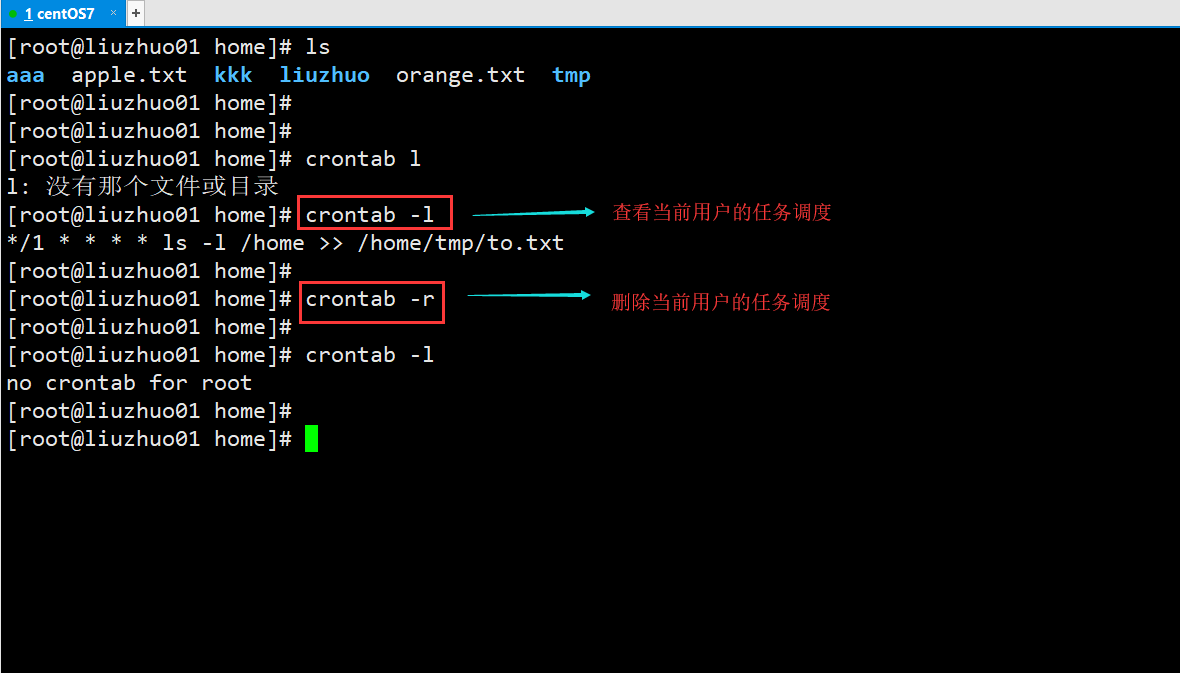 1 centOS7 × +
[root@liuzhuo01 home]# ls
aaa  apple.txt  kkk  liuzhuo  orange.txt  tmp
[root@liuzhuo01 home]#
[root@liuzhuo01 home]#
[root@liuzhuo01 home]# crontab l
l: 没有那个文件或目录
[root@liuzhuo01 home]# crontab -l 查看当前用户的任务调度
*/1 * * * * ls -l /home >> /home/tmp/to.txt
[root@liuzhuo01 home]#
[root@liuzhuo01 home]# crontab -r 删除当前用户的任务调度
[root@liuzhuo01 home]#
[root@liuzhuo01 home]# crontab -l
no crontab for root
[root@liuzhuo01 home]#
[root@liuzhuo01 home]#